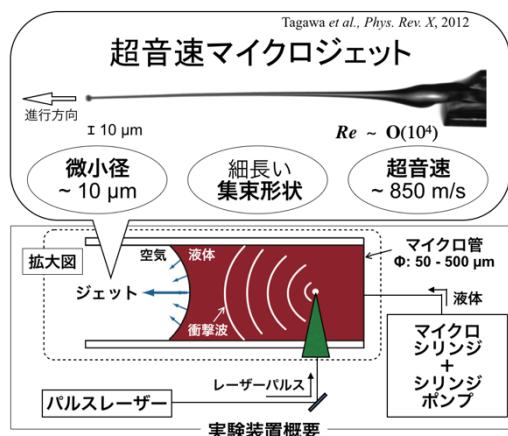 Tagawa et al., Phys. Rev. X, 2012
超音速マイクロジェット
進行方向
10 μm
Re ~ O(10⁴)
微小径
~ 10 μm
細長い
集束形状
超音速
~ 850 m/s
拡大図
空気
液体
ジェット
衝撃波
マイクロ管
Φ: 50 - 500 μm
液体
マイクロ
シリンジ
+
シリンジ
ポンプ
レーザーパルス
パルスレーザー
実験装置概要